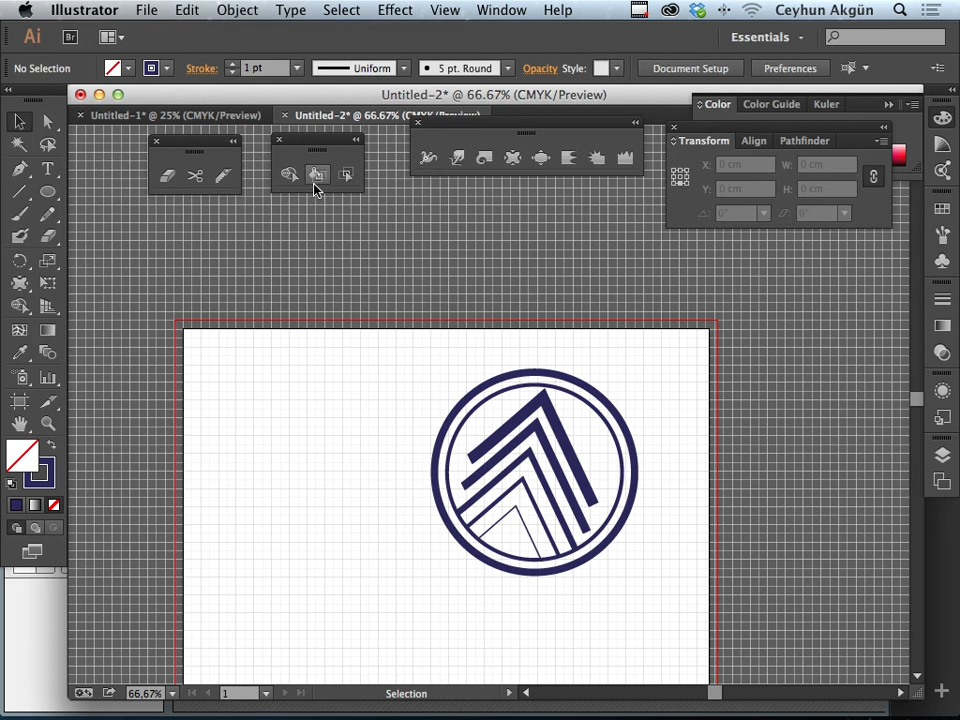 Illustrator File Edit Object Type Select Effect View Window Help Ceyhun Akgün
Ai Br Essentials
No Selection Stroke: 1 pt Uniform 5 pt. Round Opacity Style: Document Setup Preferences
Untitled-2* @ 66.67% (CMYK/Preview)
Untitled-1* @ 25% (CMYK/Preview) Untitled-2* @ 66.67% (CMYK/Preview)
Color Color Guide Kuler
Transform Align Pathfinder
X: 0 cm W: 0 cm
Y: 0 cm H: 0 cm
0° 0°
66,67% 1 Selection